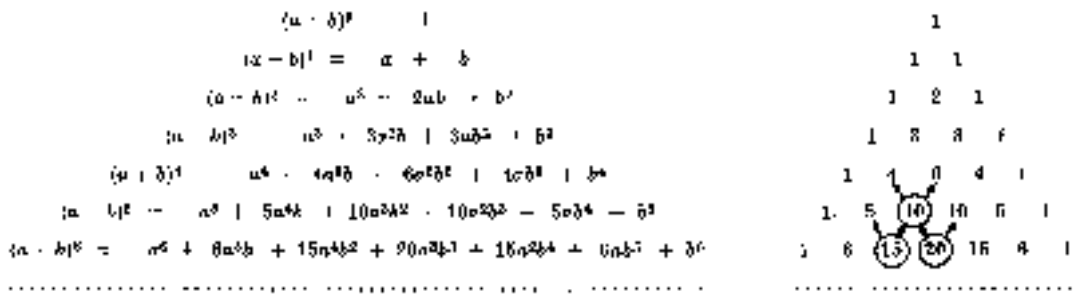 (a + b)⁰ = 1
(a + b)¹ = a + b
(a + b)² = a² + 2ab + b²
(a + b)³ = a³ + 3a²b + 3ab² + b³
(a + b)⁴ = a⁴ + 4a³b + 6a²b² + 4ab³ + b⁴
(a + b)⁵ = a⁵ + 5a⁴b + 10a³b² + 10a²b³ + 5ab⁴ + b⁵
(a + b)⁶ = a⁶ + 6a⁵b + 15a⁴b² + 20a³b³ + 15a²b⁴ + 6ab⁵ + b⁶
1
1 1
1 2 1
1 3 3 1
1 4 6 4 1
1 5 10 10 5 1
1 6 15 20 15 6 1